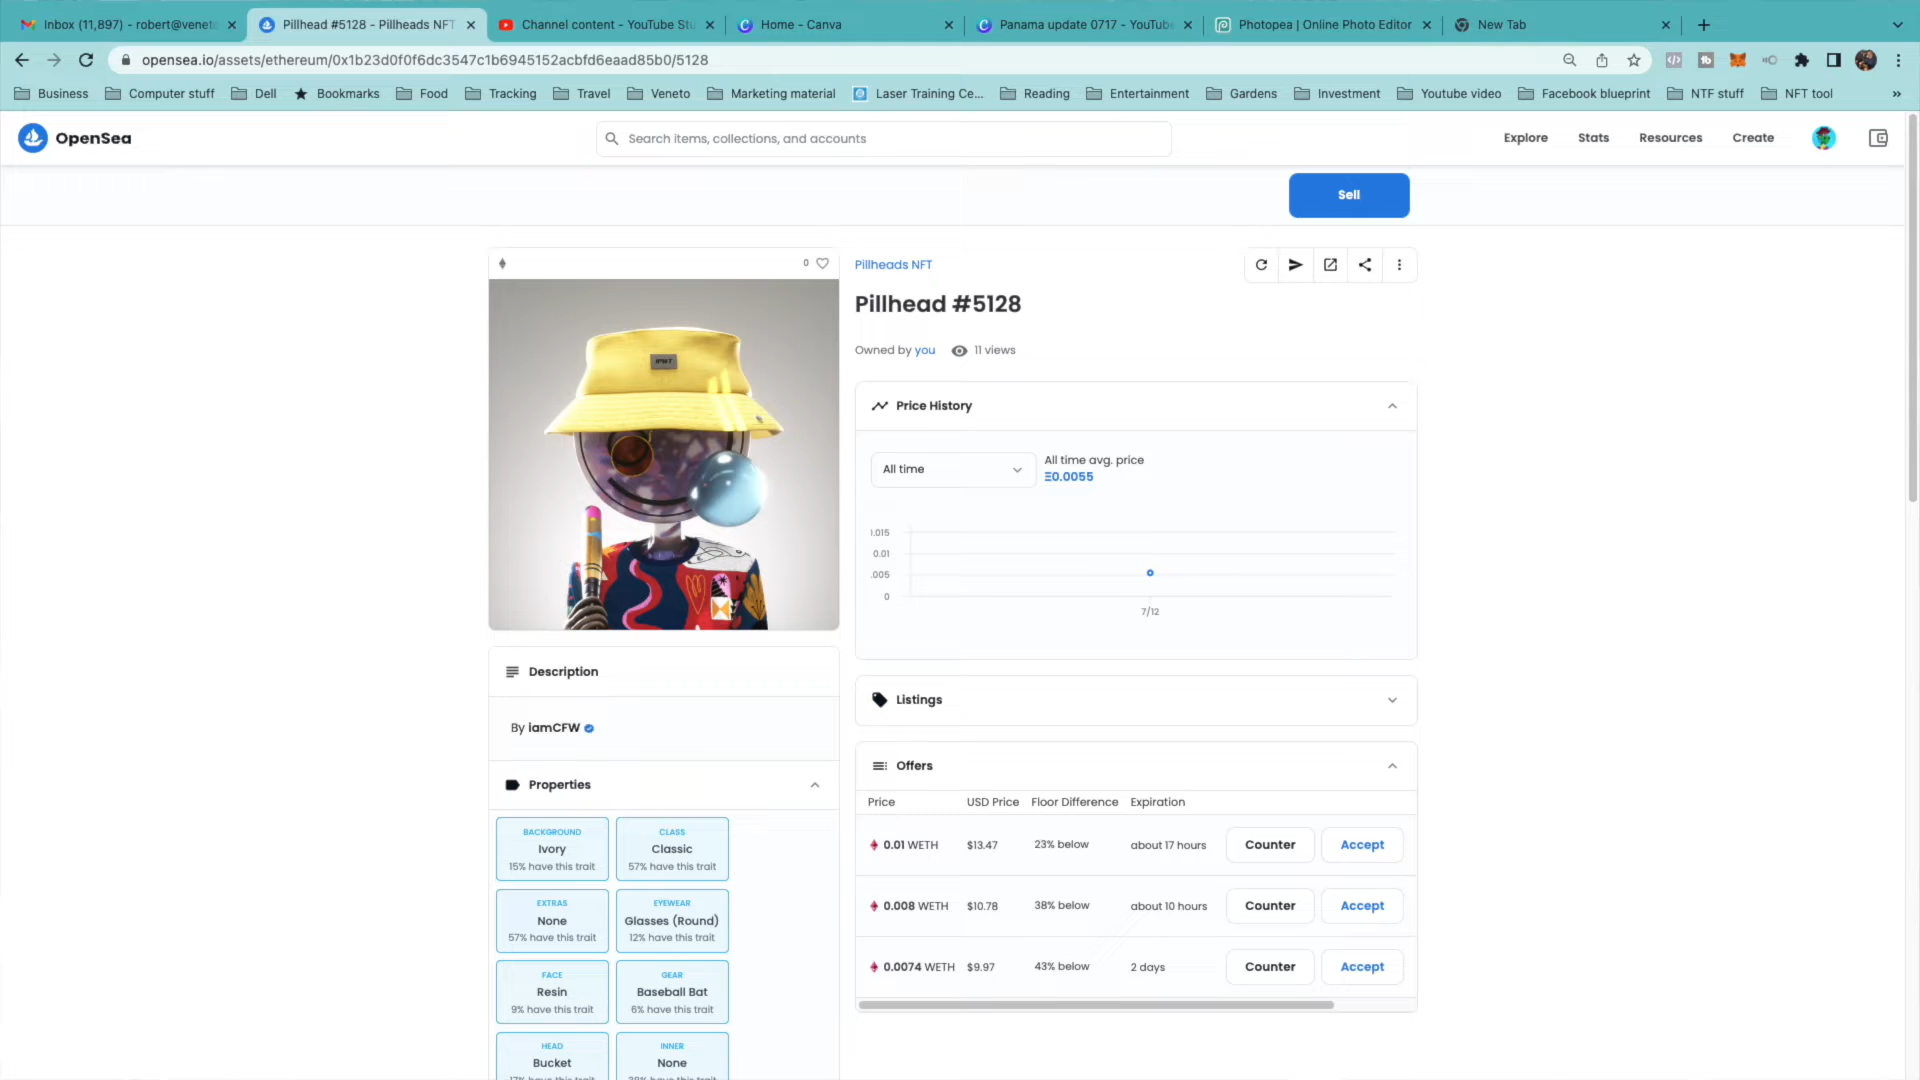 Inbox (11,897) - robert@veneto
Pillhead #5128 - Pillheads NFT
Channel content - YouTube Stu
Home - Canva
Panama update 0717 - YouTube
Photopea | Online Photo Editor
New Tab
opensea.io/assets/ethereum/0x1b23d0f0f6dc3547c1b6945152acbfd6eaad85b0/5128
Business
Computer stuff
Dell
Bookmarks
Food
Tracking
Travel
Veneto
Marketing material
Laser Training Ce...
Reading
Entertainment
Gardens
Investment
Youtube video
Facebook blueprint
NTF stuff
NFT tool
»
OpenSea
Search items, collections, and accounts
Explore
Stats
Resources
Create
Sell
0
Pillheads NFT
Pillhead #5128
Owned by you
11 views
Price History
All time
All time avg. price
Ξ0.0055
0.01
0
7/12
Description
By iamCFW
Properties
BACKGROUND
Ivory
15% have this trait
CLASS
Classic
57% have this trait
EXTRAS
None
57% have this trait
EYEWEAR
Glasses (Round)
12% have this trait
FACE
Resin
9% have this trait
GEAR
Baseball Bat
6% have this trait
HEAD
Bucket
INNER
None
Listings
Offers
Price USD Price Floor Difference Expiration
0.01 WETH $13.47 23% below about 17 hours Counter Accept
0.008 WETH $10.78 38% below about 10 hours Counter Accept
0.0074 WETH $9.97 43% below 2 days Counter Accept